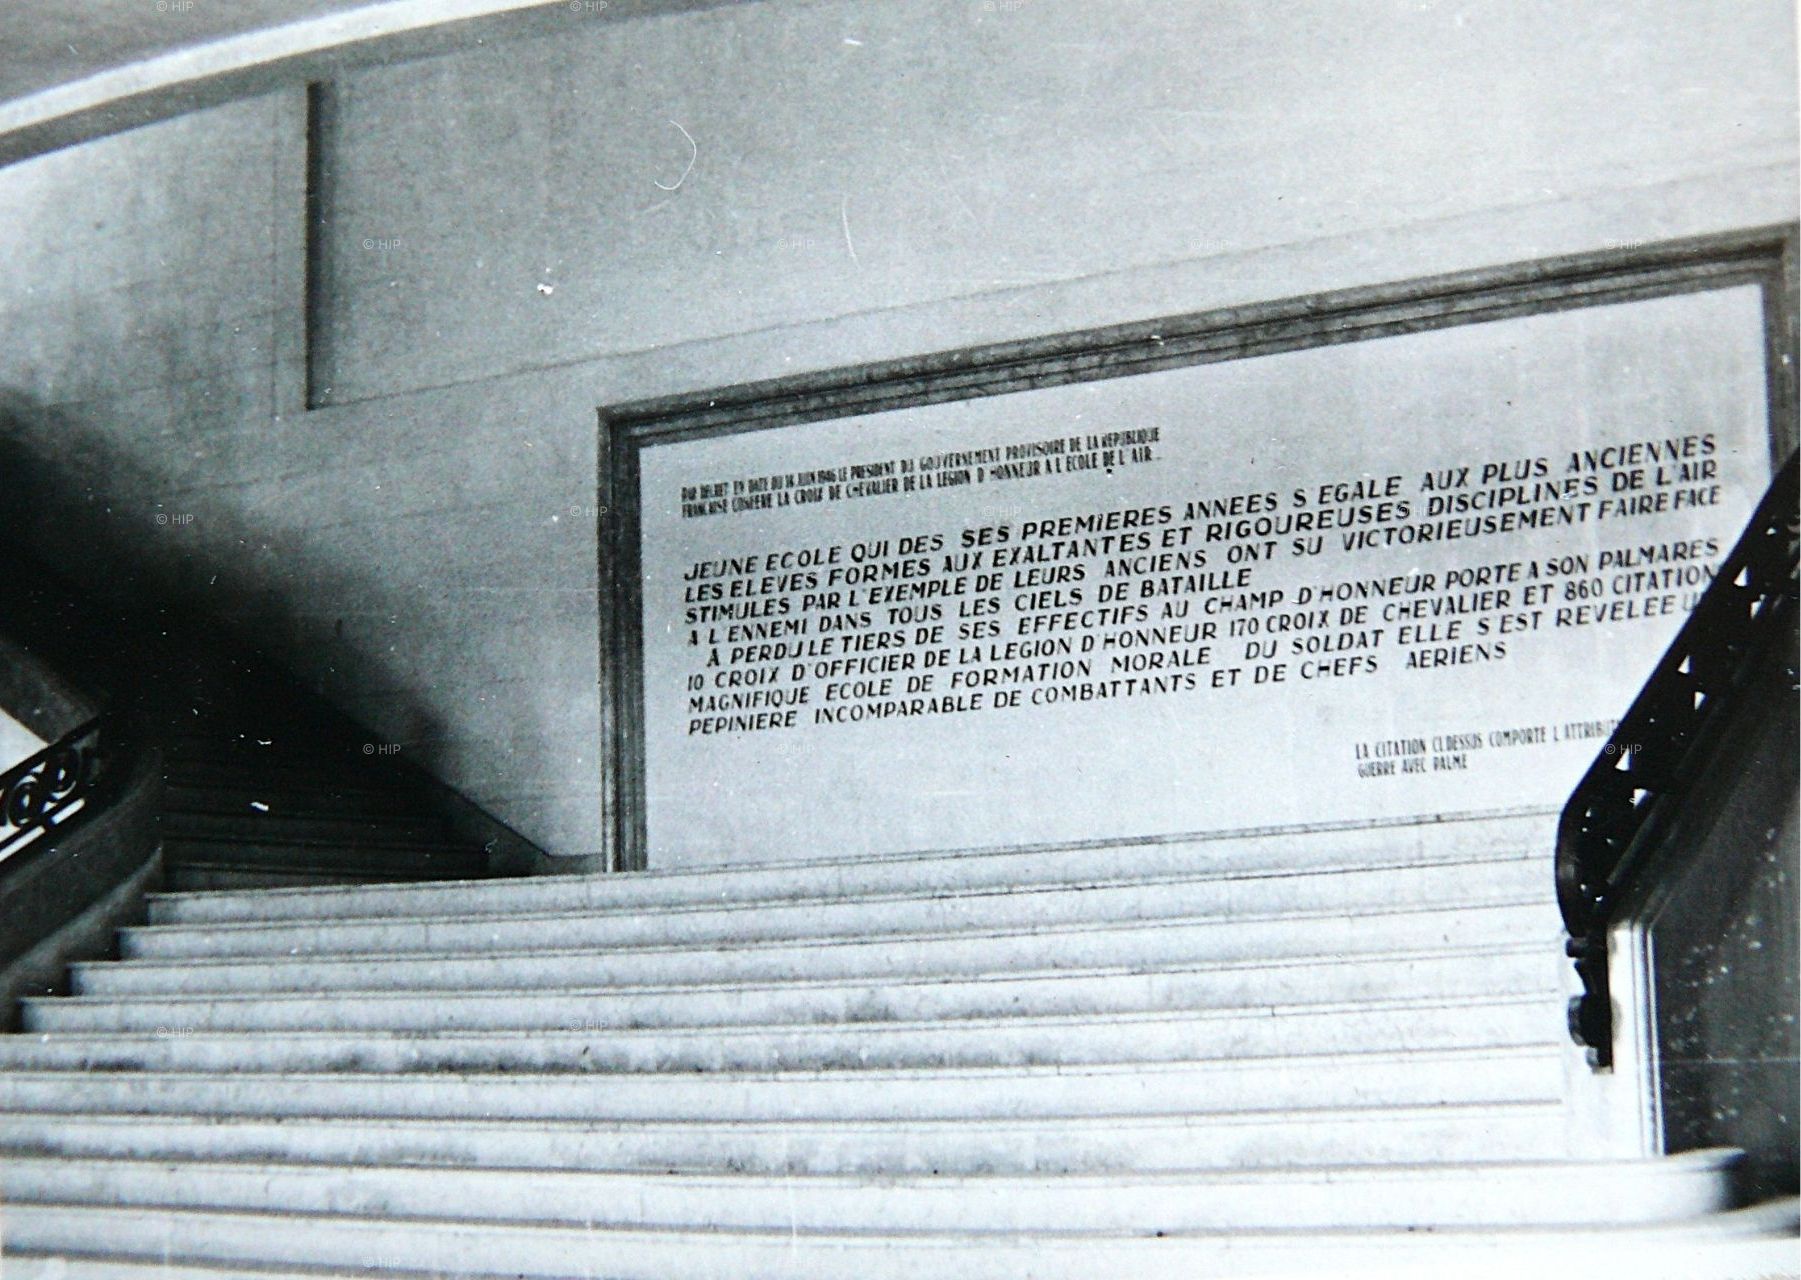 PAR DECRET EN DATE DU 14 JUIN 1946 LE PRESIDENT DU GOUVERNEMENT PROVISOIRE DE LA REPUBLIQUE
FRANCAISE CONFERE LA CROIX DE CHEVALIER DE LA LEGION D'HONNEUR A L'ECOLE DE L'AIR
JEUNE ECOLE QUI DES SES PREMIERES ANNEES S EGALE AUX PLUS ANCIENNES
LES ELEVES FORMES AUX EXALTANTES ET RIGOUREUSES DISCIPLINES DE L'AIR
STIMULES PAR L'EXEMPLE DE LEURS ANCIENS ONT SU VICTORIEUSEMENT FAIRE FACE
A L'ENNEMI DANS TOUS LES CIELS DE BATAILLE
A PERDU LE TIERS DE SES EFFECTIFS AU CHAMP D'HONNEUR PORTE A SON PALMARES
10 CROIX D'OFFICIER DE LA LEGION D'HONNEUR 170 CROIX DE CHEVALIER ET 860 CITATION
MAGNIFIQUE ECOLE DE FORMATION MORALE DU SOLDAT ELLE S'EST REVELEE
PEPINIERE INCOMPARABLE DE COMBATTANTS ET DE CHEFS AERIENS
LA CITATION CI.DESSUS COMPORTE L
GUERRE AVEC PALME